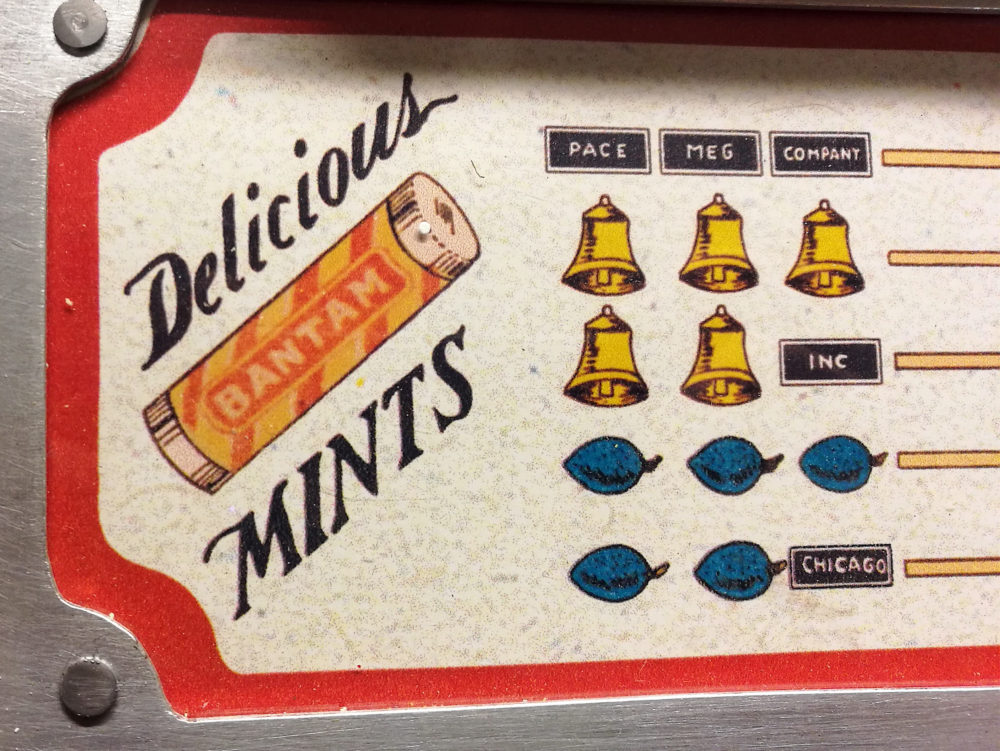 Delicious
BANTAM
MINTS
PACE MEG COMPANY
INC
CHICAGO